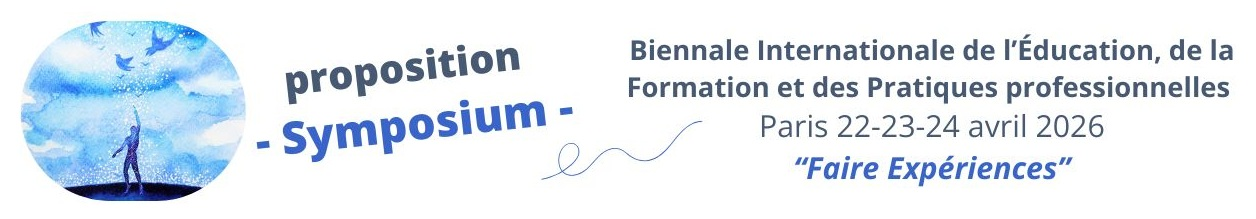 proposition
- Symposium -
Biennale Internationale de l’Éducation, de la
Formation et des Pratiques professionnelles
Paris 22-23-24 avril 2026
“Faire Expériences”